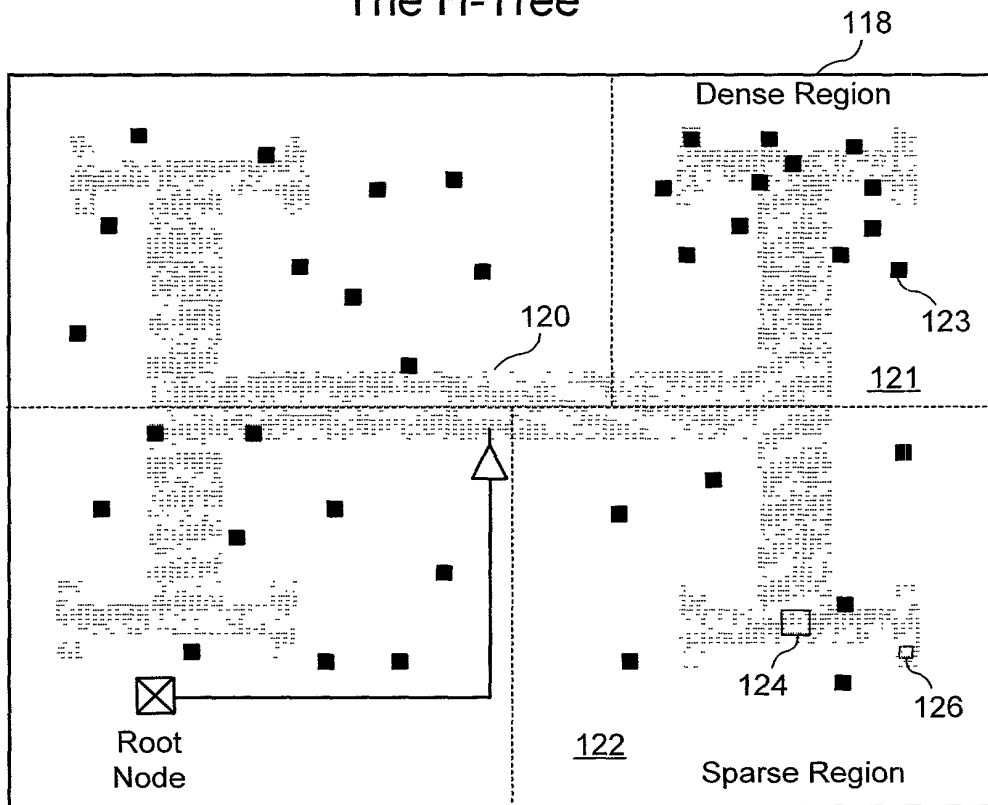 The H-Tree
118
Dense Region
120
123
121
124
126
122
Root
Node
Sparse Region